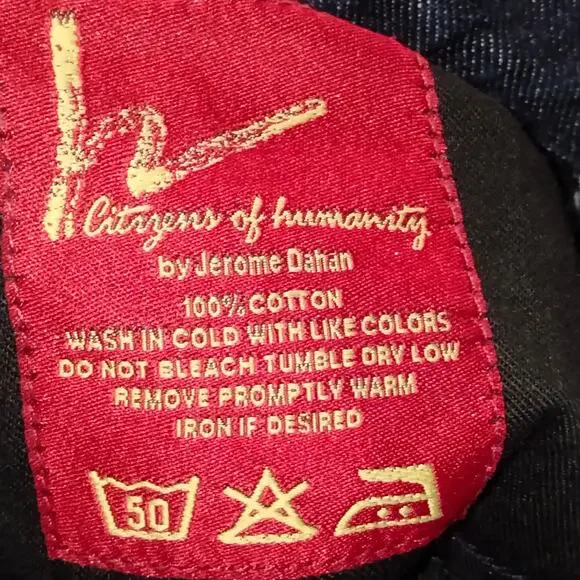 h
Citizens of humanity
by Jerome Dahan
100% COTTON
WASH IN COLD WITH LIKE COLORS
DO NOT BLEACH TUMBLE DRY LOW
REMOVE PROMPTLY WARM
IRON IF DESIRED
50